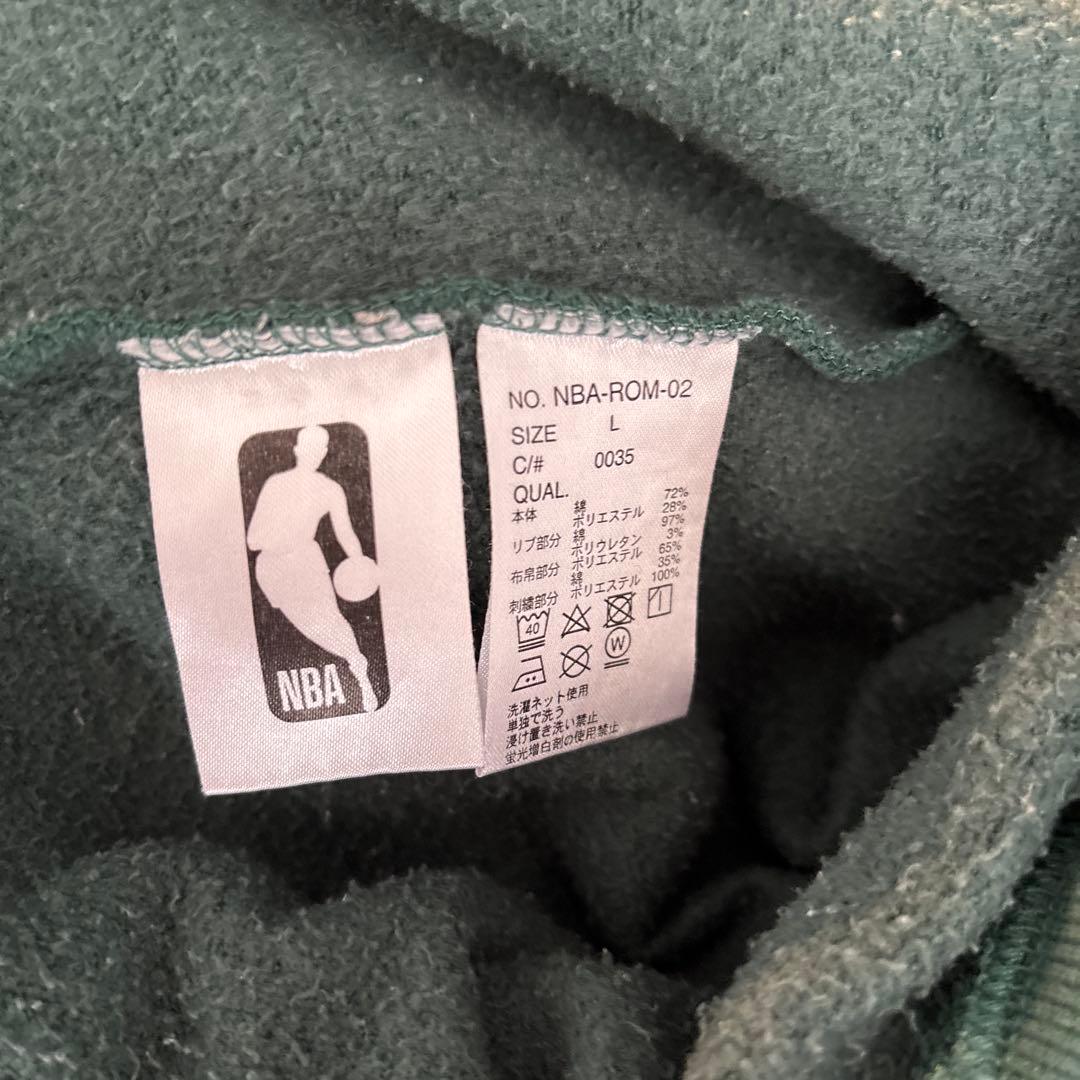 NBA
NO. NBA-ROM-02
SIZE L
C/# 0035
QUAL.
本体 綿 72%
ポリエステル 28%
リブ部分 綿 97%
ポリウレタン 3%
布帛部分 ポリエステル 65%
綿 35%
刺繍部分 ポリエステル 100%
40
W
洗濯ネット使用
単独で洗う
浸け置き洗い禁止
蛍光増白剤の使用禁止